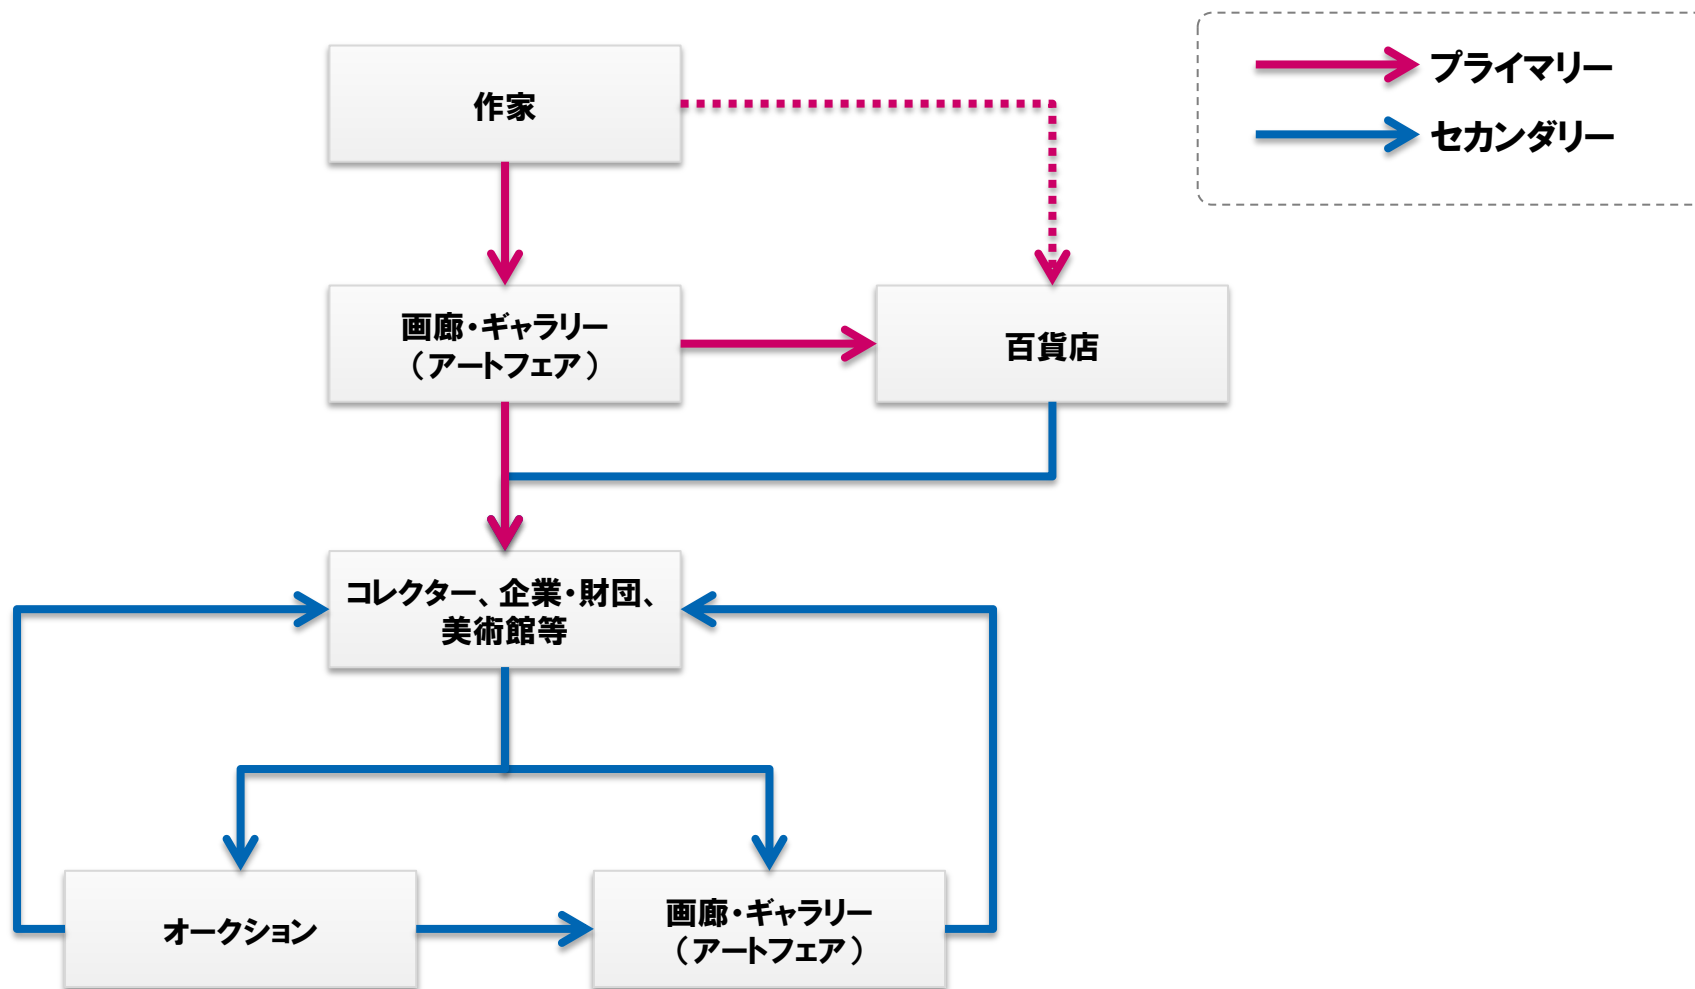 プライマリー
セカンダリー
作家
画廊・ギャラリー
（アートフェア）
百貨店
コレクター、企業・財団、
美術館等
オークション
画廊・ギャラリー
（アートフェア）